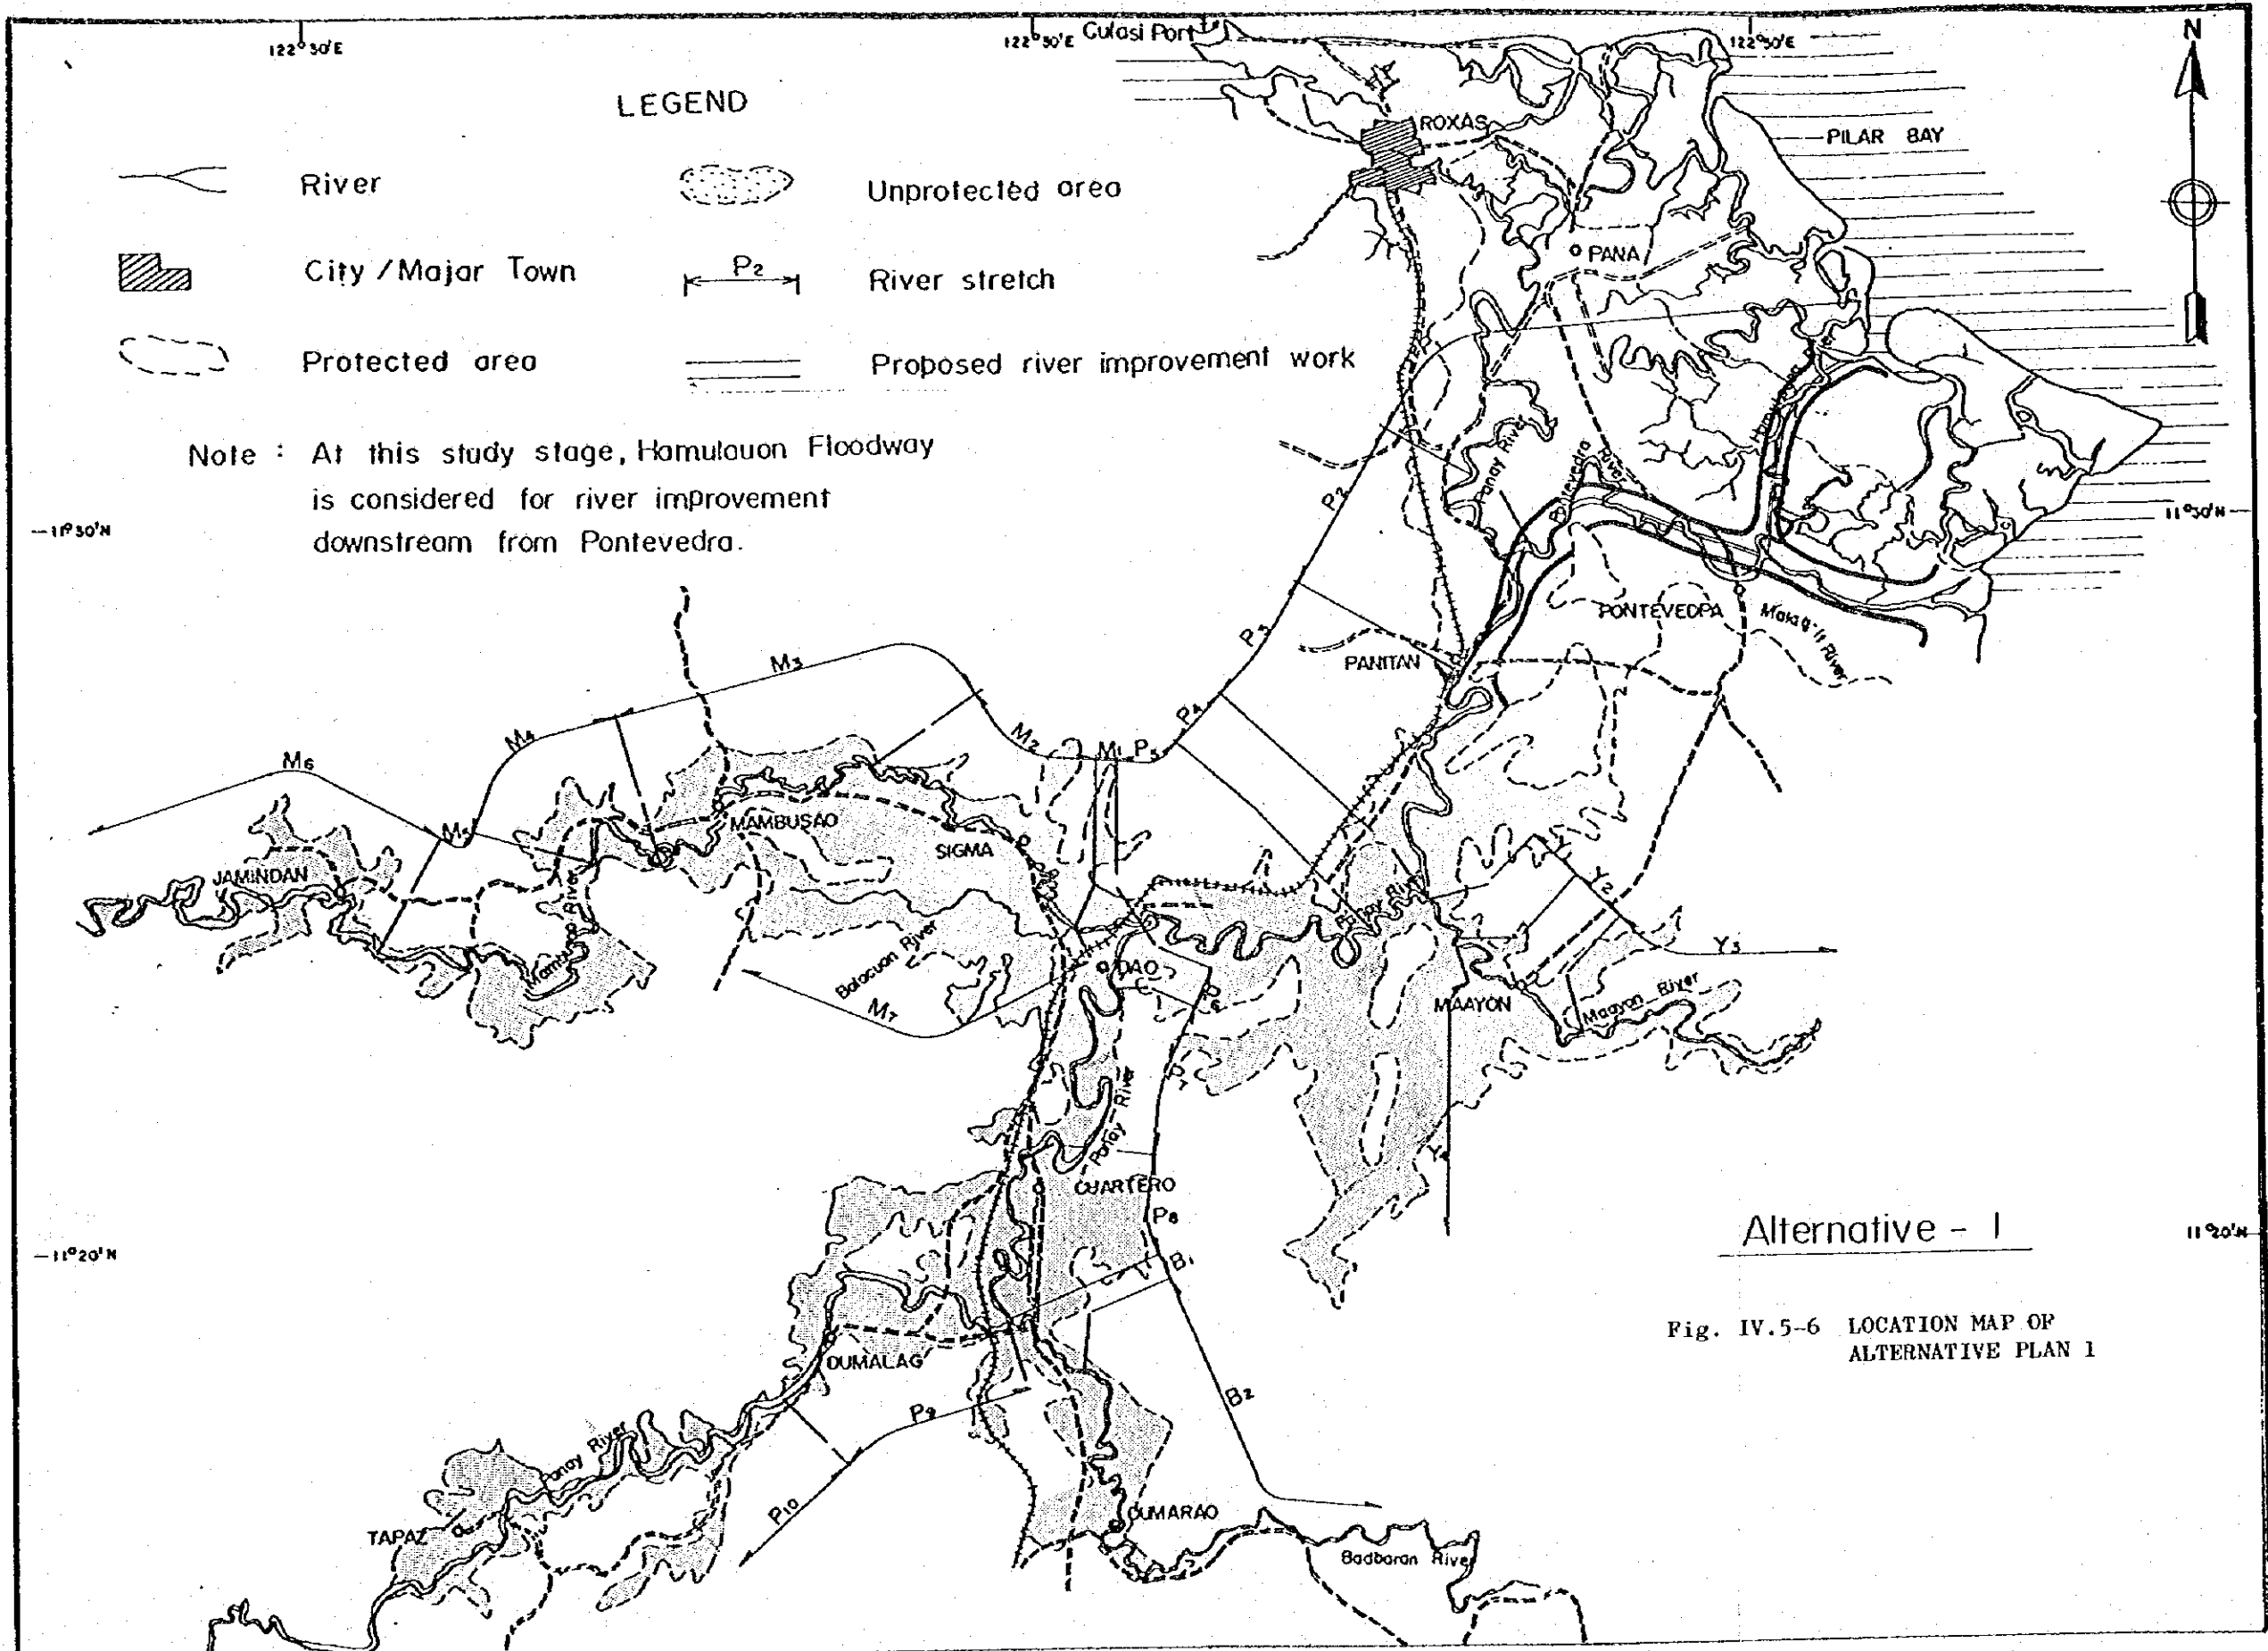 122°30'E
122°30'E
Culasi Port
122°30'E
N
LEGEND
River
Unprotected area
City / Majar Town
P2
River stretch
Protected area
Proposed river improvement work
Note : At this study stage, Hamulauon Floodway
is considered for river improvement
downstream from Pontevedra.
ROXAS
PILAR BAY
PANA
Panay River
Pontevedra River
11°30'N
11°30'N
P2
P3
PONTEVEDPA
PANITAN
M3
P4
M4
M2
M1
P5
M6
M5
MAMBUSAO
SIGMA
JAMINDAN
Y2
Y3
Panay River
River
Balacuan River
M7
DAO
MAAYON
Maayon River
P7
Panay River
CUARTERO
P8
B1
11°20'N
Alternative - 1
11°20'N
Fig. IV.5-6 LOCATION MAP OF
ALTERNATIVE PLAN 1
DUMALAG
P9
B2
Panay River
P10
TAPAZ
DUMARAO
Badbaran River